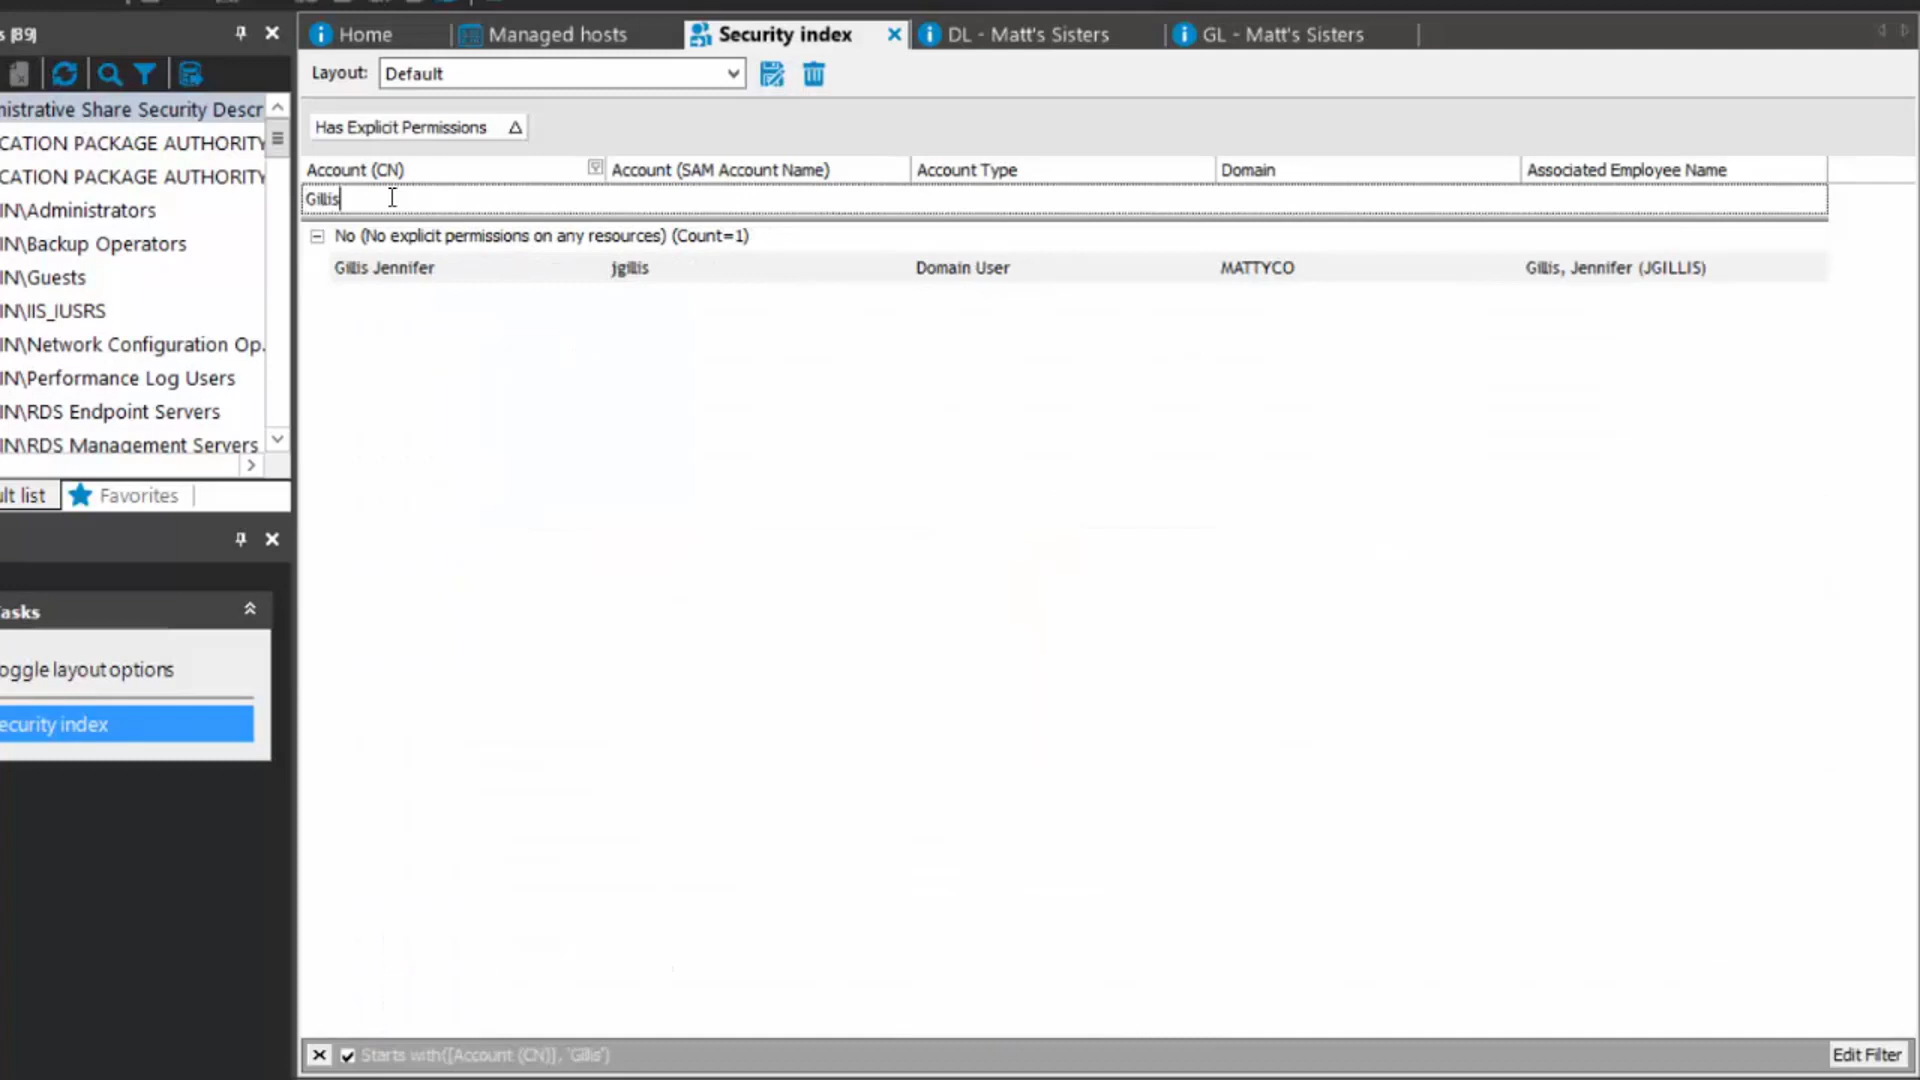 s (89)
Home
Managed hosts
Security index
DL - Matt's Sisters
GL - Matt's Sisters
Layout: Default
Has Explicit Permissions
Account (CN) Account (SAM Account Name) Account Type Domain Associated Employee Name
Gillis
No (No explicit permissions on any resources) (Count=1)
Gillis Jennifer jgillis Domain User MATTYCO Gillis, Jennifer (JGILLIS)
nistrative Share Security Descr
CATION PACKAGE AUTHORITY
CATION PACKAGE AUTHORITY
IN\Administrators
IN\Backup Operators
IN\Guests
IN\IIS_IUSRS
IN\Network Configuration Op.
IN\Performance Log Users
IN\RDS Endpoint Servers
IN\RDS Management Servers
ult list
Favorites
asks
oggle layout options
ecurity index
Starts with([Account (CN)], 'Gillis')
Edit Filter